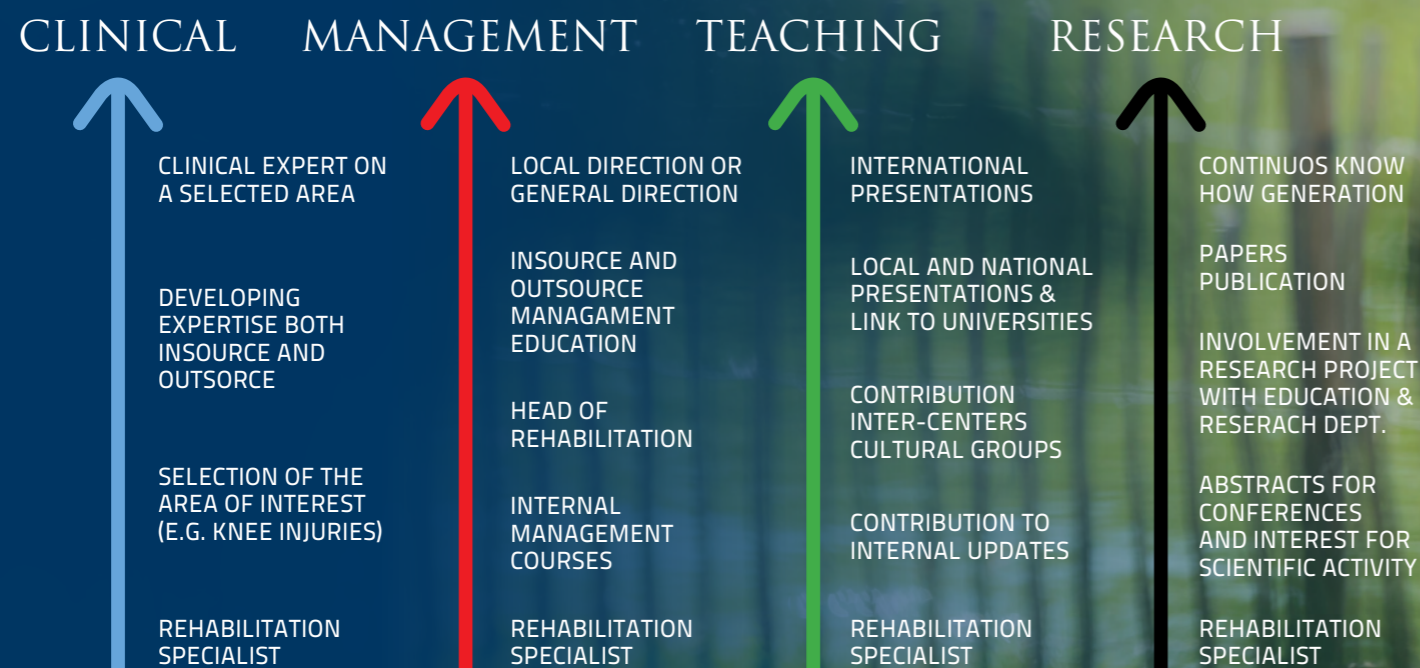 CLINICAL
CLINICAL EXPERT ON
A SELECTED AREA
DEVELOPING
EXPERTISE BOTH
INSOURCE AND
OUTSORCE
SELECTION OF THE
AREA OF INTEREST
(E.G. KNEE INJURIES)
REHABILITATION
SPECIALIST
MANAGEMENT
LOCAL DIRECTION OR
GENERAL DIRECTION
INSOURCE AND
OUTSOURCE
MANAGAMENT
EDUCATION
HEAD OF
REHABILITATION
INTERNAL
MANAGEMENT
COURSES
REHABILITATION
SPECIALIST
TEACHING
INTERNATIONAL
PRESENTATIONS
LOCAL AND NATIONAL
PRESENTATIONS &
LINK TO UNIVERSITIES
CONTRIBUTION
INTER-CENTERS
CULTURAL GROUPS
CONTRIBUTION TO
INTERNAL UPDATES
REHABILITATION
SPECIALIST
RESEARCH
CONTINUOS KNOW
HOW GENERATION
PAPERS
PUBLICATION
INVOLVEMENT IN A
RESEARCH PROJECT
WITH EDUCATION &
RESERACH DEPT.
ABSTRACTS FOR
CONFERENCES
AND INTEREST FOR
SCIENTIFIC ACTIVITY
REHABILITATION
SPECIALIST